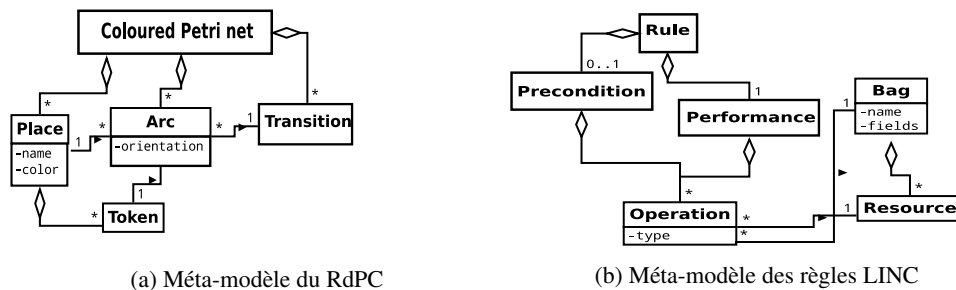 Coloured Petri net
*
*
*
Place
-name
-color
1
*
Arc
-orientation
*
1
Transition
1
*
Token
(a) Méta-modèle du RdPC
Rule
0..1
Precondition
1
Performance
Bag
-name
-fields
1
*
*
Operation
-type
*
*
1
Resource
(b) Méta-modèle des règles LINC